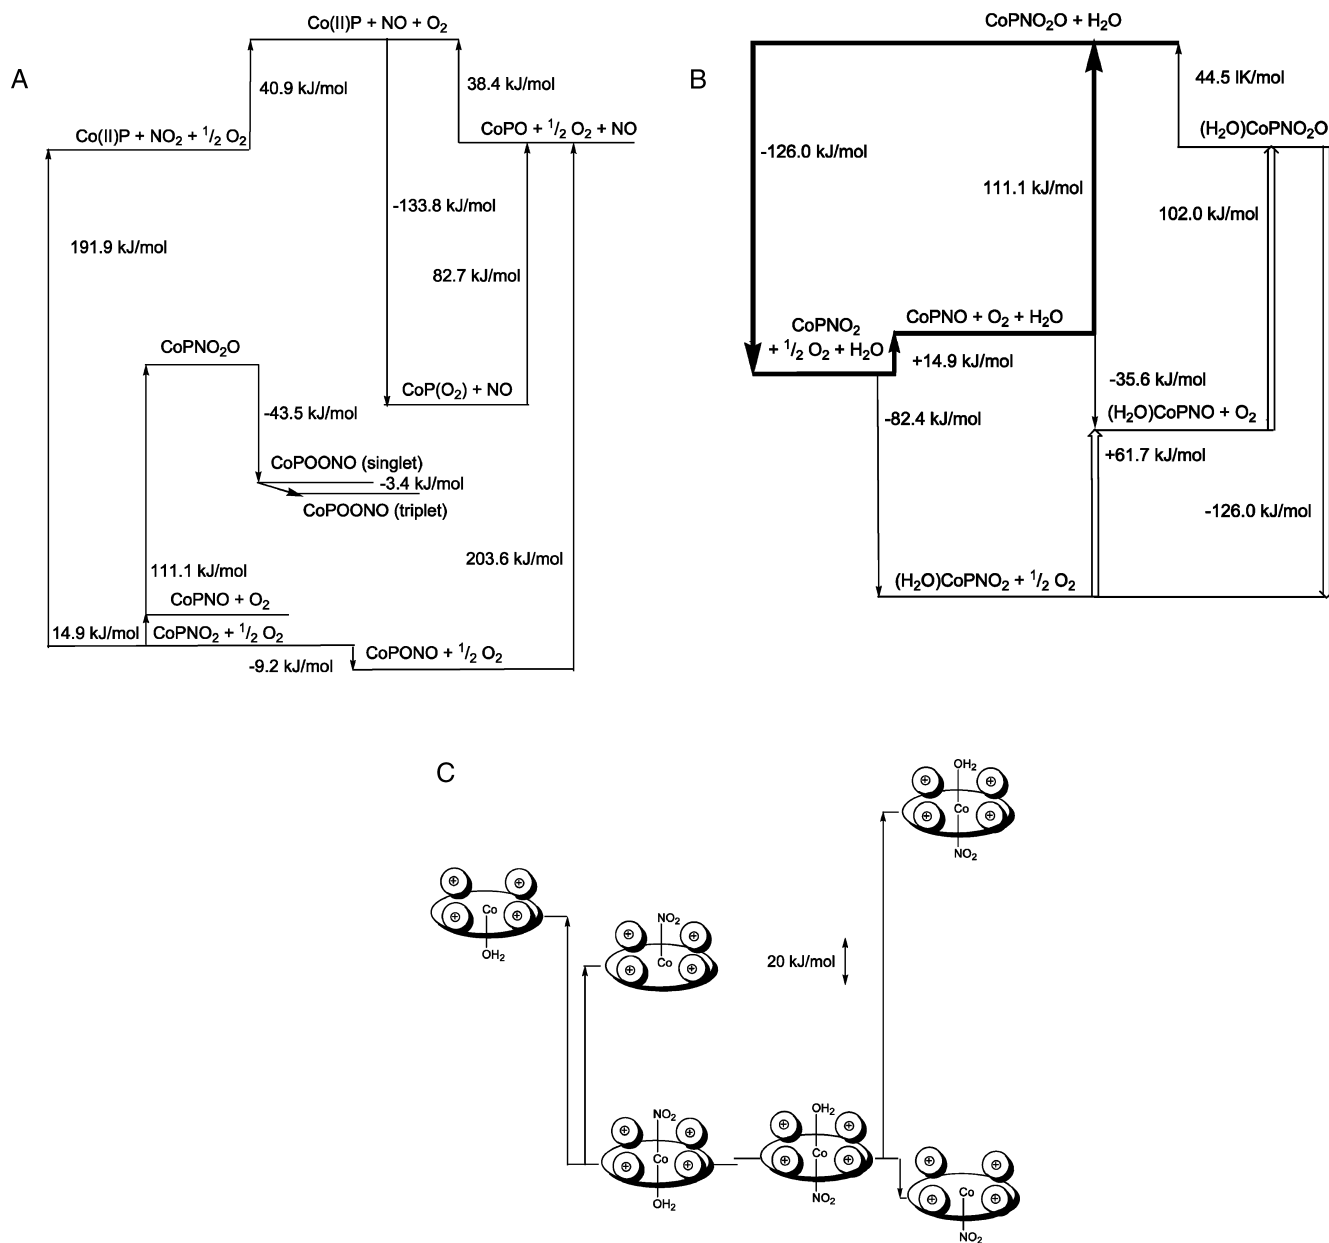 A
Co(II)P + NO + O2
40.9 kJ/mol
38.4 kJ/mol
Co(II)P + NO2 + 1/2 O2
CoPO + 1/2 O2 + NO
-133.8 kJ/mol
191.9 kJ/mol
82.7 kJ/mol
CoPNO2O
CoP(O2) + NO
-43.5 kJ/mol
CoPOONO (singlet)
-3.4 kJ/mol
CoPOONO (triplet)
203.6 kJ/mol
111.1 kJ/mol
CoPNO + O2
14.9 kJ/mol
CoPNO2 + 1/2 O2
-9.2 kJ/mol
CoPONO + 1/2 O2
B
CoPNO2O + H2O
44.5 lK/mol
(H2O)CoPNO2O
-126.0 kJ/mol
111.1 kJ/mol
102.0 kJ/mol
CoPNO2
+ 1/2 O2 + H2O
CoPNO + O2 + H2O
+14.9 kJ/mol
-35.6 kJ/mol
-82.4 kJ/mol
(H2O)CoPNO + O2
+61.7 kJ/mol
-126.0 kJ/mol
(H2O)CoPNO2 + 1/2 O2
C
OH2
⊕ ⊕
Co
⊕ ⊕
NO2
⊕ ⊕
Co
⊕ ⊕
OH2
NO2
⊕ ⊕
Co
⊕ ⊕
20 kJ/mol
NO2
⊕ ⊕
Co
⊕ ⊕
OH2
OH2
⊕ ⊕
Co
⊕ ⊕
NO2
⊕ ⊕
Co
⊕ ⊕
NO2